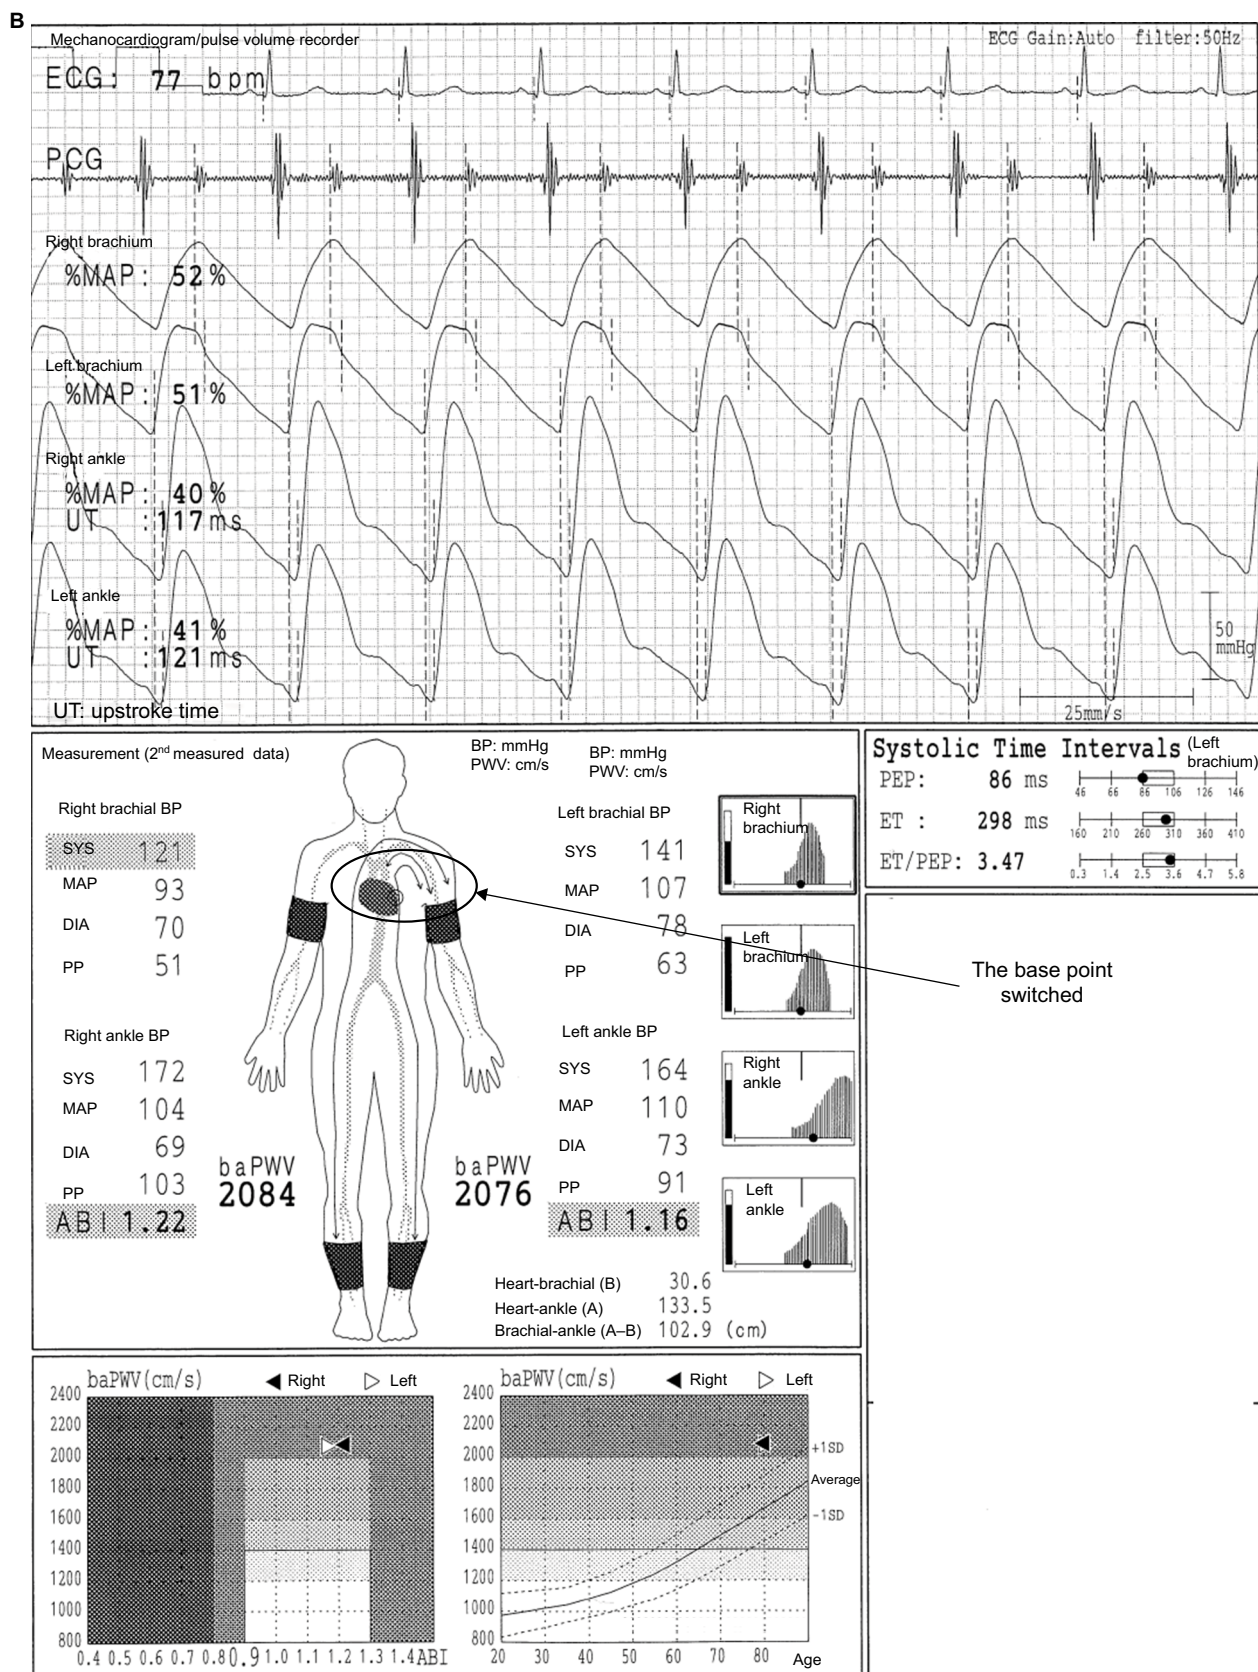 B
Mechanocardiogram/pulse volume recorder
ECG Gain:Auto filter:50Hz
ECG: 77 bpm
PCG
Right brachium
%MAP: 52%
Left brachium
%MAP: 51%
Right ankle
%MAP: 40%
UT :117ms
Left ankle
%MAP: 41%
UT :121ms
50
mmHg
UT: upstroke time
25mm/s
Measurement (2nd measured data)
BP: mmHg
PWV: cm/s
BP: mmHg
PWV: cm/s
Right brachial BP
SYS 121
MAP 93
DIA 70
PP 51
Right ankle BP
SYS 172
MAP 104
DIA 69
PP 103
ABI 1.22
baPWV
2084
baPWV
2076
Left brachial BP
SYS 141
MAP 107
DIA 78
PP 63
Left ankle BP
SYS 164
MAP 110
DIA 73
PP 91
ABI 1.16
Heart-brachial (B) 30.6
Heart-ankle (A) 133.5
Brachial-ankle (A–B) 102.9 (cm)
Right
brachium
Left
brachium
Right
ankle
Left
ankle
Systolic Time Intervals (Left
brachium)
PEP: 86 ms
46 66 86 106 126 146
ET : 298 ms
160 210 260 310 360 410
ET/PEP: 3.47
0.3 1.4 2.5 3.6 4.7 5.8
The base point
switched
baPWV(cm/s) Right Left
2400
2200
2000
1800
1600
1400
1200
1000
800
0.4 0.5 0.6 0.7 0.8 0.9 1.0 1.1 1.2 1.3 1.4 ABI
baPWV(cm/s) Right Left
2400
2200
2000
1800
1600
1400
1200
1000
800
+1SD
Average
-1SD
20 30 40 50 60 70 80 Age